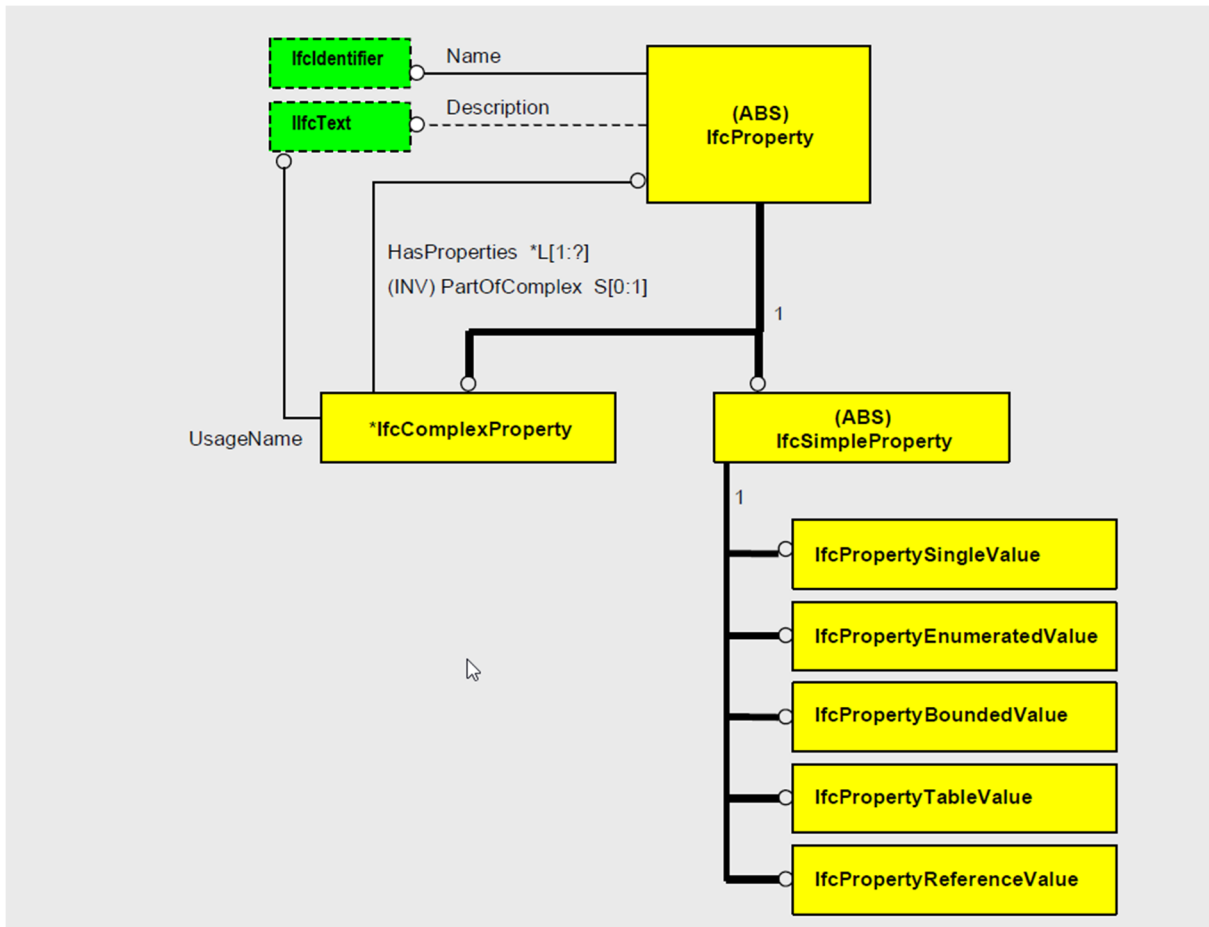 IfcIdentifier
Name
IIfcText
Description
(ABS)
IfcProperty
HasProperties *L[1:?]
(INV) PartOfComplex S[0:1]
1
UsageName
*IfcComplexProperty
(ABS)
IfcSimpleProperty
1
IfcPropertySingleValue
IfcPropertyEnumeratedValue
IfcPropertyBoundedValue
IfcPropertyTableValue
IfcPropertyReferenceValue